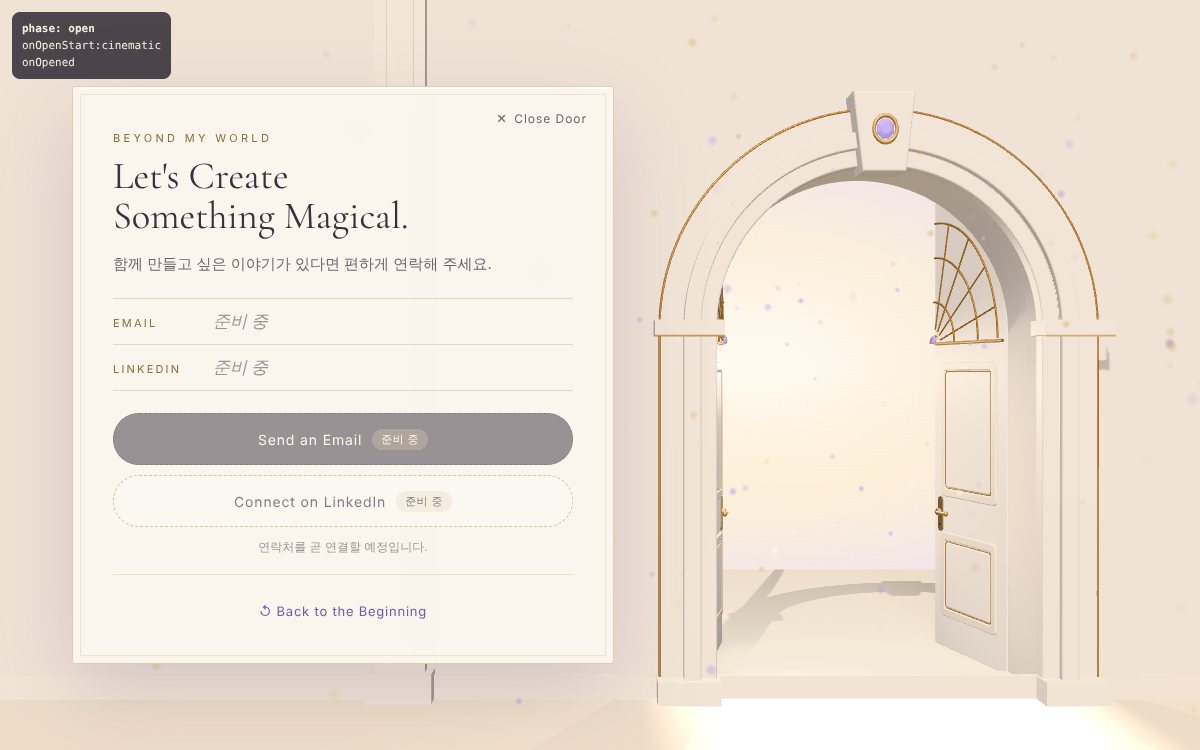 phase: open
onOpenStart:cinematic
onOpened
✕ Close Door
BEYOND MY WORLD
Let's Create
Something Magical.
함께 만들고 싶은 이야기가 있다면 편하게 연락해 주세요.
EMAIL 준비 중
LINKEDIN 준비 중
Send an Email 준비 중
Connect on LinkedIn 준비 중
연락처를 곧 연결할 예정입니다.
↺ Back to the Beginning